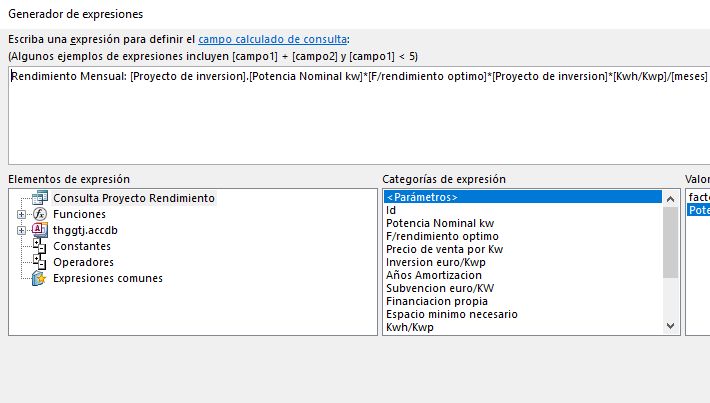 Generador de expresiones
Escriba una expresión para definir el campo calculado de consulta:
(Algunos ejemplos de expresiones incluyen [campo1] + [campo2] y [campo1] < 5)
Rendimiento Mensual: [Proyecto de inversion].[Potencia Nominal kw]*[F/rendimiento optimo]*[Proyecto de inversion]*[Kwh/Kwp]/[meses]
Elementos de expresión
Consulta Proyecto Rendimiento
Funciones
thggtj.accdb
Constantes
Operadores
Expresiones comunes
Categorías de expresión
<Parámetros>
Id
Potencia Nominal kw
F/rendimiento optimo
Precio de venta por Kw
Inversion euro/Kwp
Años Amortizacion
Subvencion euro/KW
Financiacion propia
Espacio minimo necesario
Kwh/Kwp
Valor
facto
Pote